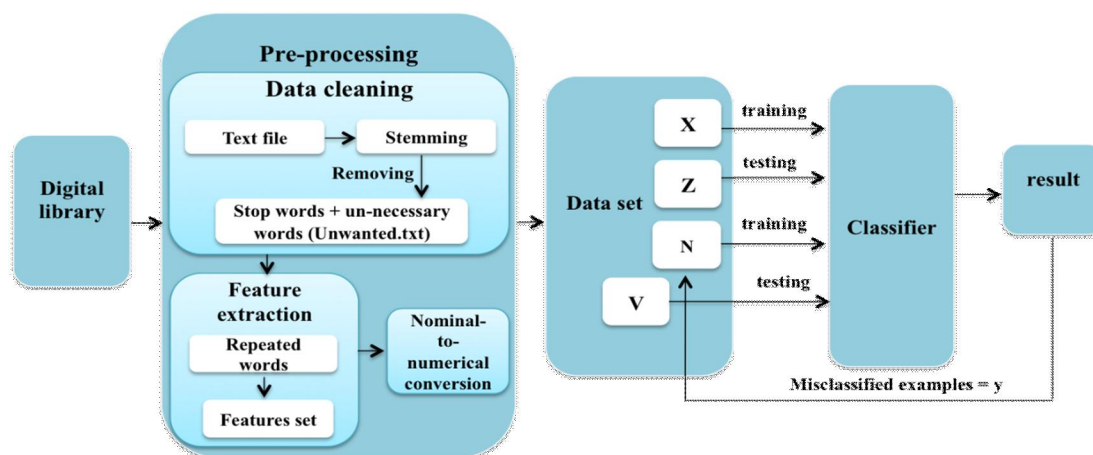 Digital
library
Pre-processing
Data cleaning
Text file
Stemming
Removing
Stop words + un-necessary
words (Unwanted.txt)
Feature
extraction
Repeated
words
Features set
Nominal-
to-
numerical
conversion
Data set
X
Z
N
V
training
testing
training
testing
Classifier
result
Misclassified examples = y